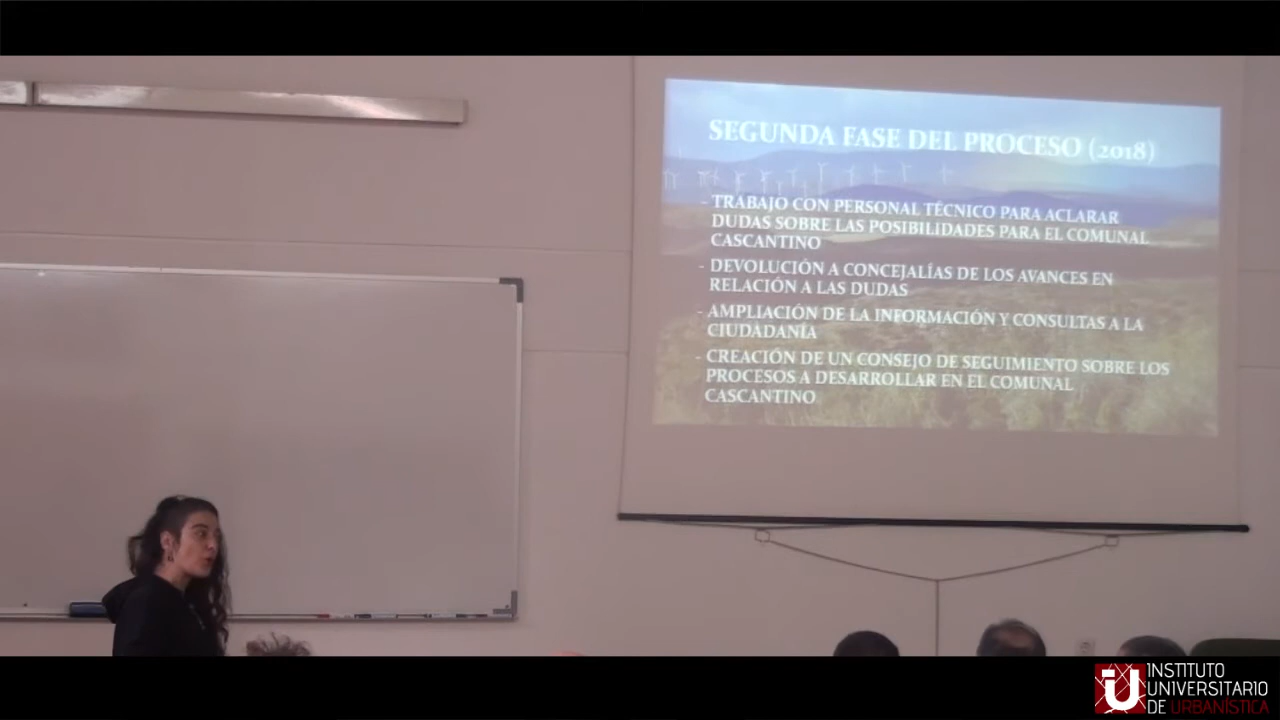 SEGUNDA FASE DEL PROCESO (2018)
- TRABAJO CON PERSONAL TÉCNICO PARA ACLARAR
DUDAS SOBRE LAS POSIBILIDADES PARA EL COMUNAL
CASCANTINO
- DEVOLUCIÓN A CONCEJALÍAS DE LOS AVANCES EN
RELACIÓN A LAS DUDAS
- AMPLIACIÓN DE LA INFORMACIÓN Y CONSULTAS A LA
CIUDADANÍA
- CREACIÓN DE UN CONSEJO DE SEGUIMIENTO SOBRE LOS
PROCESOS A DESARROLLAR EN EL COMUNAL
CASCANTINO
iU INSTITUTO
UNIVERSITARIO
DE URBANÍSTICA